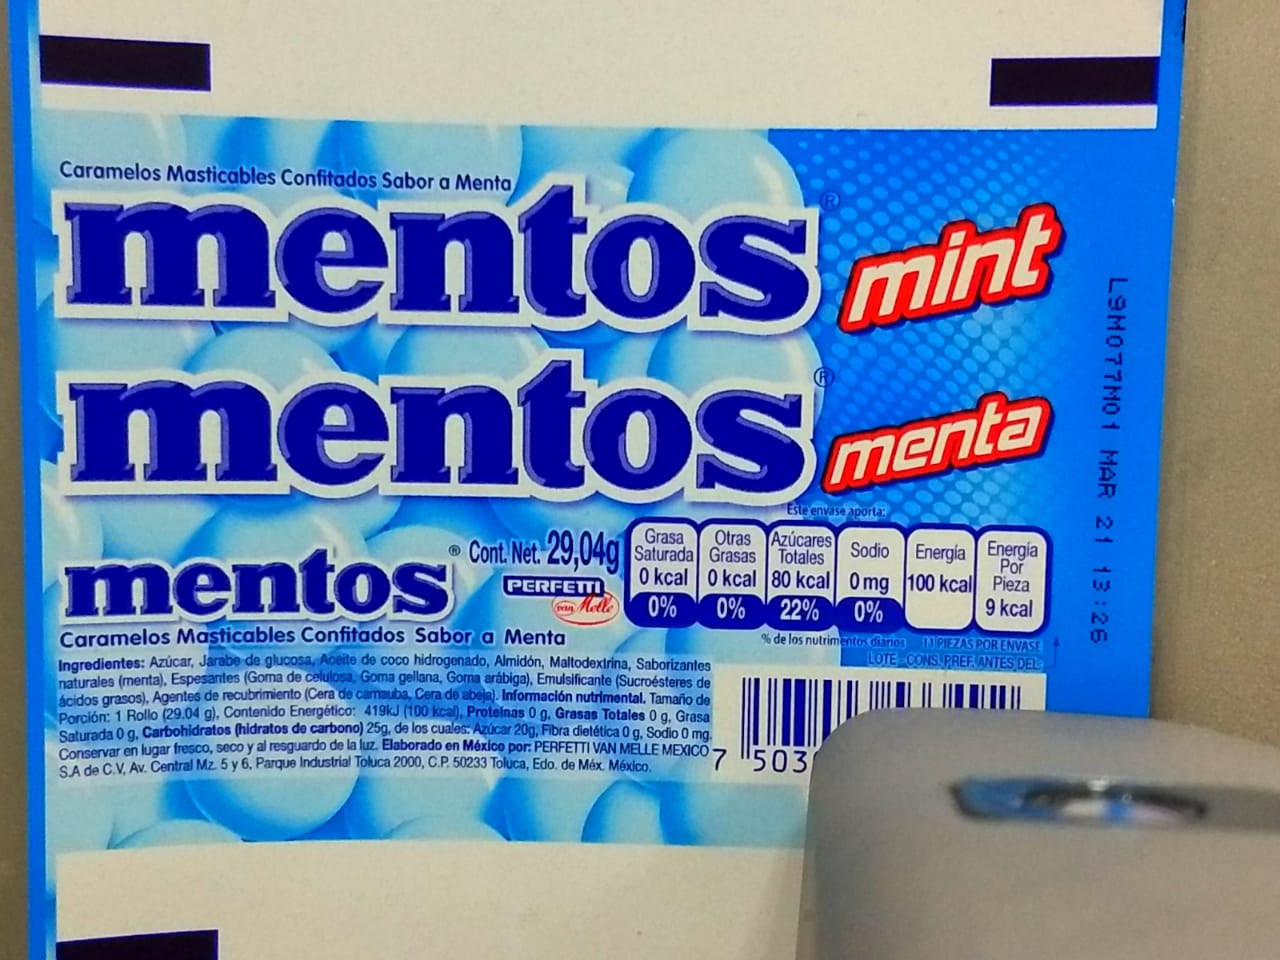 Caramelos Masticables Confitados Sabor a Menta
mentos® mint
mentos® menta
Este envase aporta:
mentos® Cont. Net. 29,04g
PERFETTI
van Melle
Grasa Saturada 0 kcal 0%
Otras Grasas 0 kcal 0%
Azúcares Totales 80 kcal 22%
Sodio 0 mg 0%
Energía 100 kcal
Energía Por Pieza 9 kcal
% de los nutrimentos diarios 11 PIEZAS POR ENVASE
LOTE - CONS. PREF. ANTES DEL
Caramelos Masticables Confitados Sabor a Menta
Ingredientes: Azúcar, Jarabe de glucosa, Aceite de coco hidrogenado, Almidón, Maltodextrina, Saborizantes
naturales (menta), Espesantes (Goma de celulosa, Goma gellana, Goma arábiga), Emulsificante (Sucroésteres de
ácidos grasos), Agentes de recubrimiento (Cera de carnauba, Cera de abeja). Información nutrimental. Tamaño de
Porción: 1 Rollo (29.04 g), Contenido Energético: 419kJ (100 kcal), Proteínas 0 g, Grasas Totales 0 g, Grasa
Saturada 0 g, Carbohidratos (hidratos de carbono) 25g, de los cuales: Azúcar 20g, Fibra dietética 0 g, Sodio 0 mg.
Conservar en lugar fresco, seco y al resguardo de la luz. Elaborado en México por: PERFETTI VAN MELLE MEXICO
S.A de C.V, Av. Central Mz. 5 y 6, Parque Industrial Toluca 2000, C.P. 50233 Toluca, Edo. de Méx. México.
7 503
L9M077M01 MAR 21 13:26